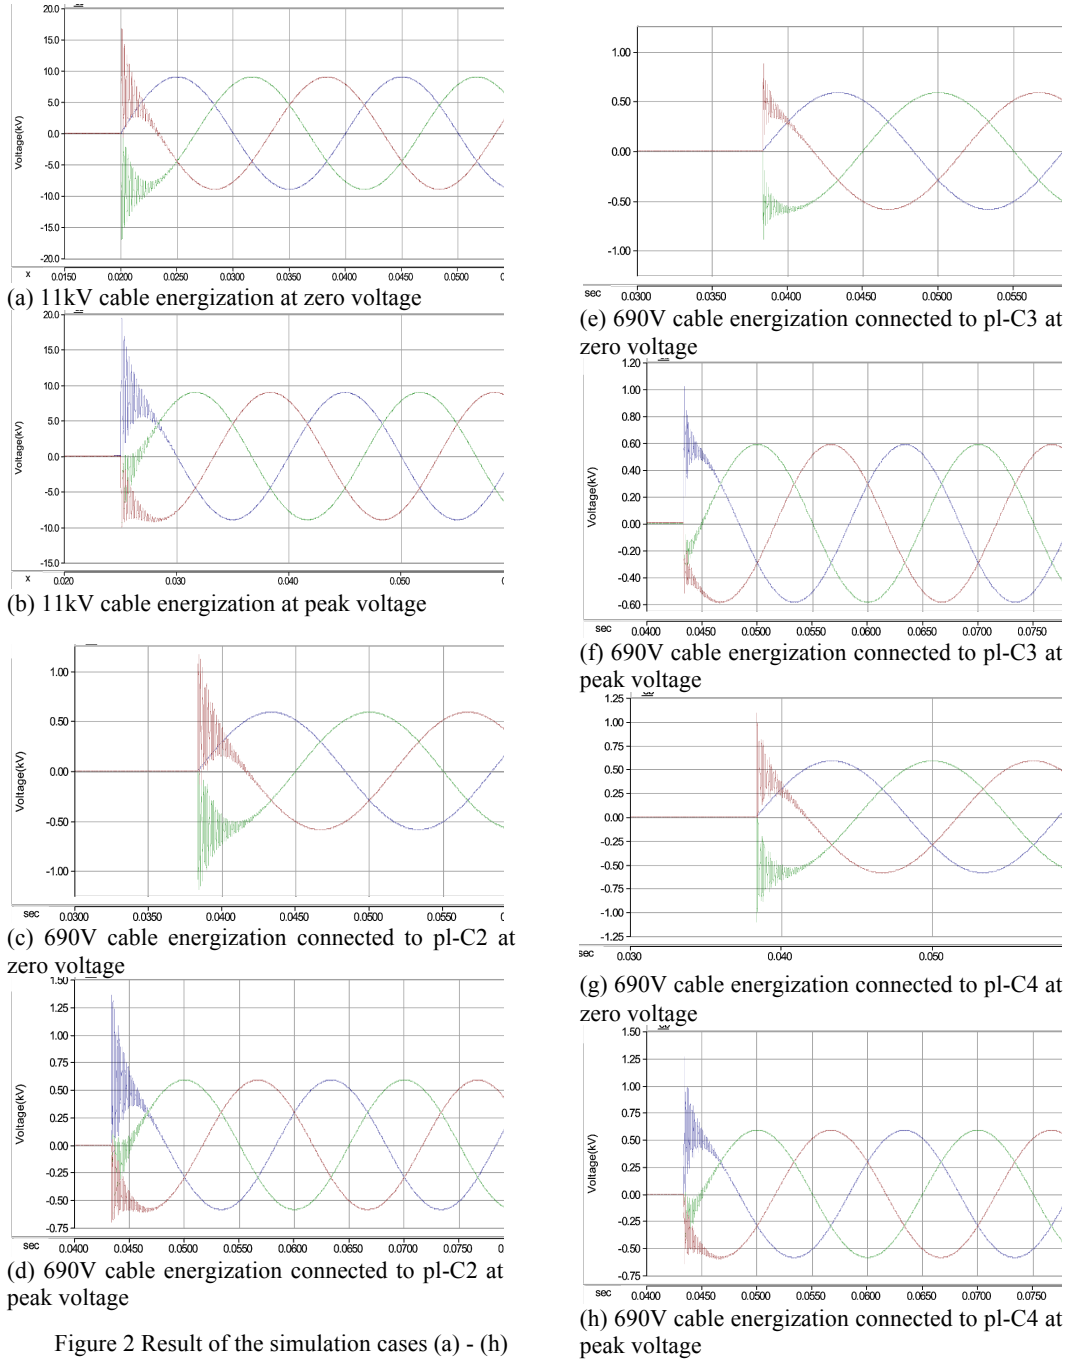 20.0
15.0
10.0
5.0
0.0
-5.0
-10.0
-15.0
-20.0
Voltage(kV)
x 0.0150 0.0200 0.0250 0.0300 0.0350 0.0400 0.0450 0.0500
(a) 11kV cable energization at zero voltage
20.0
15.0
10.0
5.0
0.0
-5.0
-10.0
-15.0
Voltage(kV)
x 0.020 0.030 0.040 0.050
(b) 11kV cable energization at peak voltage
1.00
0.50
0.00
-0.50
-1.00
Voltage(kV)
sec 0.0300 0.0350 0.0400 0.0450 0.0500 0.0550
(c) 690V cable energization connected to pl-C2 at
zero voltage
1.50
1.25
1.00
0.75
0.50
0.25
0.00
-0.25
-0.50
-0.75
Voltage(kV)
sec 0.0400 0.0450 0.0500 0.0550 0.0600 0.0650 0.0700 0.0750
(d) 690V cable energization connected to pl-C2 at
peak voltage
Figure 2 Result of the simulation cases (a) - (h)
1.00
0.50
0.00
-0.50
-1.00
sec 0.0300 0.0350 0.0400 0.0450 0.0500 0.0550
(e) 690V cable energization connected to pl-C3 at
zero voltage
1.20
1.00
0.80
0.60
0.40
0.20
0.00
-0.20
-0.40
-0.60
Voltage(kV)
sec 0.0400 0.0450 0.0500 0.0550 0.0600 0.0650 0.0700 0.0750
(f) 690V cable energization connected to pl-C3 at
peak voltage
1.25
1.00
0.75
0.50
0.25
0.00
-0.25
-0.50
-0.75
-1.00
-1.25
sec 0.030 0.040 0.050
(g) 690V cable energization connected to pl-C4 at
zero voltage
1.50
1.25
1.00
0.75
0.50
0.25
0.00
-0.25
-0.50
-0.75
Voltage(kV)
sec 0.0400 0.0450 0.0500 0.0550 0.0600 0.0650 0.0700 0.0750
(h) 690V cable energization connected to pl-C4 at
peak voltage